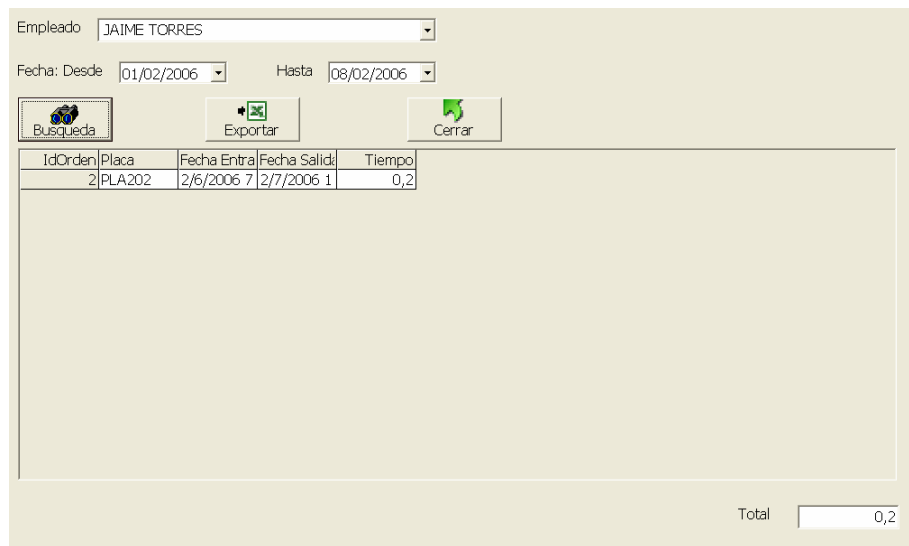 Empleado JAIME TORRES
Fecha: Desde 01/02/2006 Hasta 08/02/2006
Busqueda Exportar Cerrar
IdOrden Placa Fecha Entra Fecha Salida Tiempo
2 PLA202 2/6/2006 7 2/7/2006 1 0,2
Total 0,2